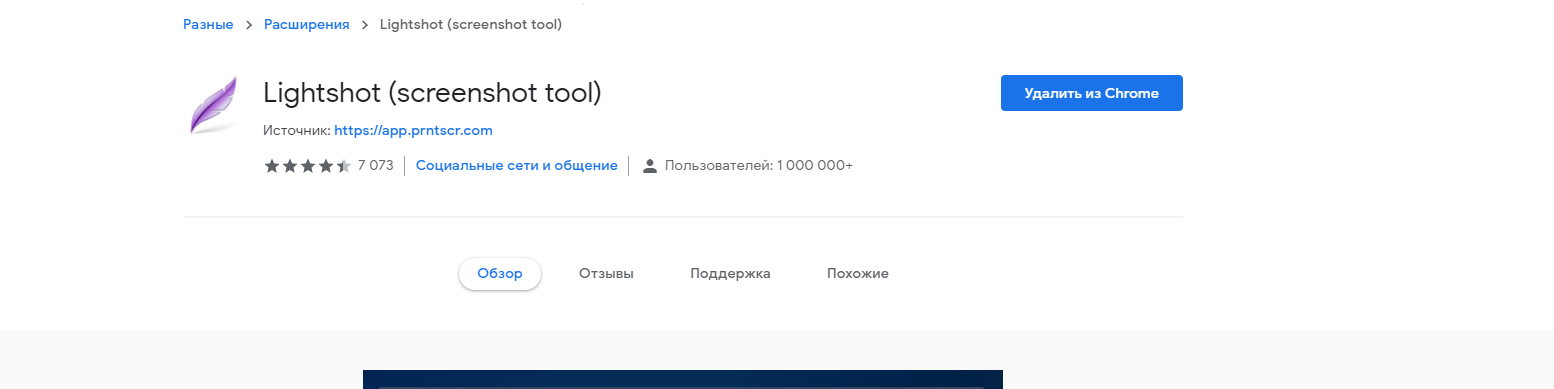 Разные > Расширения > Lightshot (screenshot tool)
Lightshot (screenshot tool)
Удалить из Chrome
Источник: https://app.prntscr.com
7 073 Социальные сети и общение Пользователей: 1 000 000+
Обзор Отзывы Поддержка Похожие